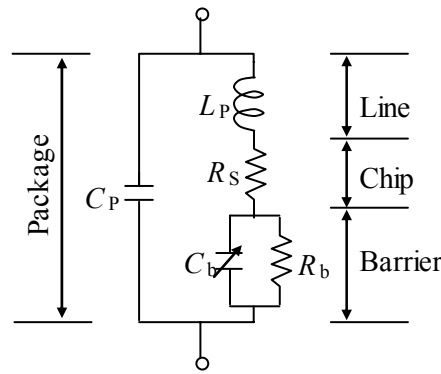 Package
C_P
L_P
R_S
C_b
R_b
Line
Chip
Barrier